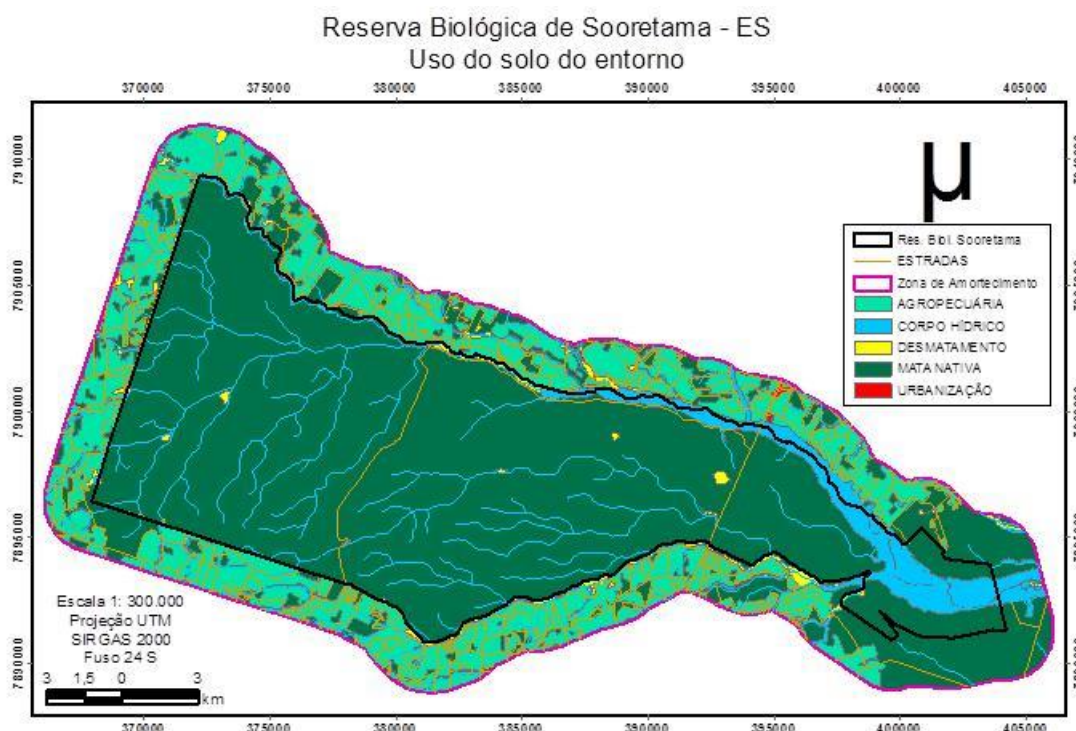 Reserva Biológica de Sooretama - ES
Uso do solo do entorno
370000 375000 380000 385000 390000 395000 400000 405000
7910000
7905000
7900000
7895000
7890000
µ
Res. Biol. Sooretama
ESTRADAS
Zona de Amortecimento
AGROPECUÁRIA
CORPO HÍDRICO
DESMATAMENTO
MATA NATIVA
URBANIZAÇÃO
Escala 1: 300.000
Projeção UTM
SIRGAS 2000
Fuso 24 S
3 1,5 0 3
km
370000 375000 380000 385000 390000 395000 400000 405000